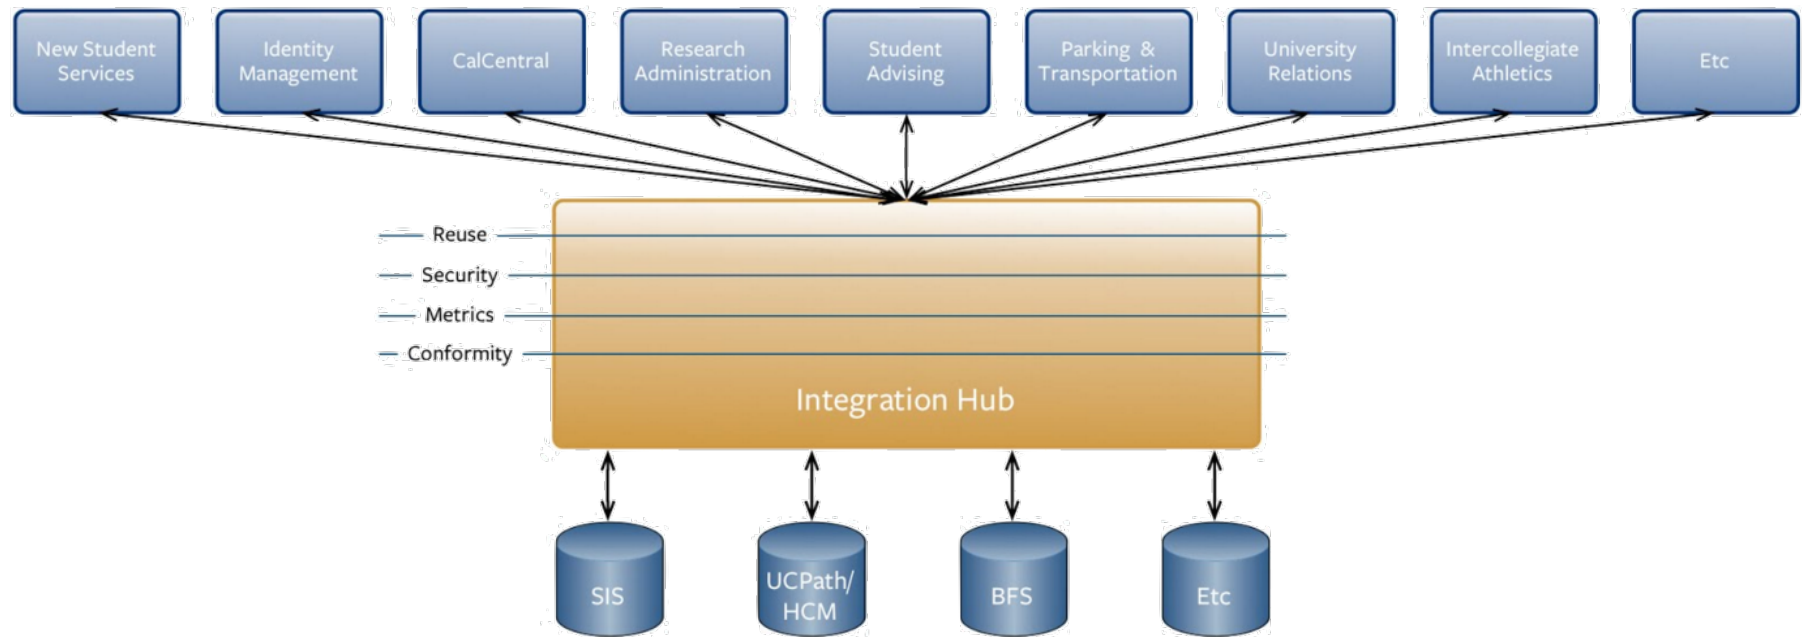 New Student
Services
Identity
Management
CalCentral
Research
Administration
Student
Advising
Parking &
Transportation
University
Relations
Intercollegiate
Athletics
Etc
Reuse
Security
Metrics
Conformity
Integration Hub
SIS
UCPath/
HCM
BFS
Etc